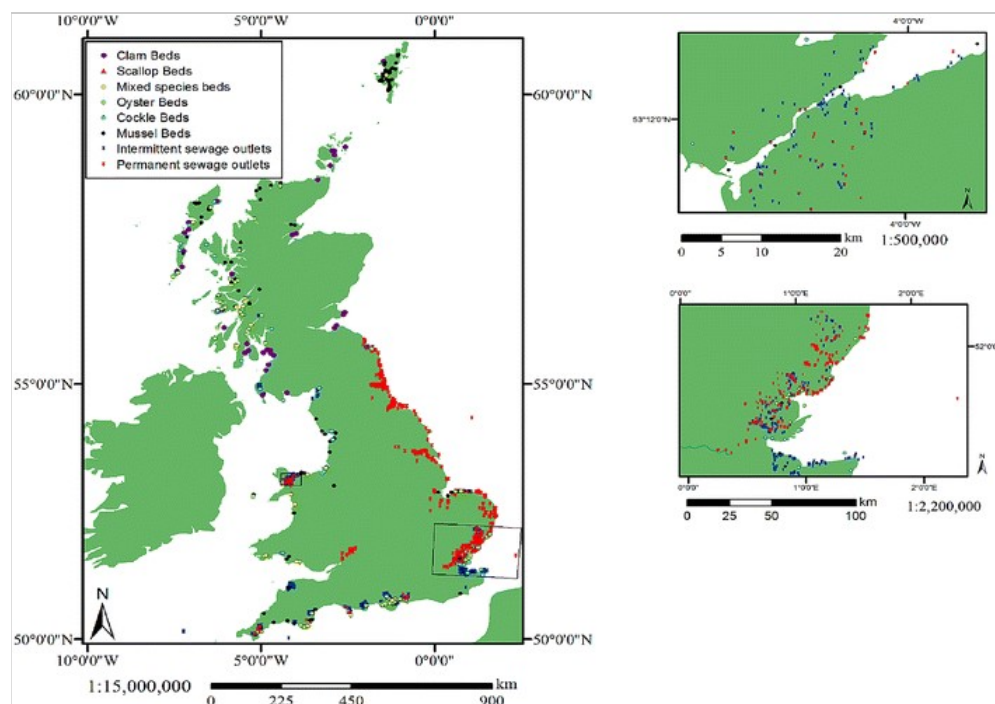 10°0'0"W 5°0'0"W 0°0'0"
Clam Beds
Scallop Beds
Mixed species beds
Oyster Beds
Cockle Beds
Mussel Beds
Intermittent sewage outlets
Permanent sewage outlets
60°0'0"N 60°0'0"N
55°0'0"N 55°0'0"N
50°0'0"N 50°0'0"N
N
10°0'0"W 5°0'0"W 0°0'0"
1:15,000,000
km
0 225 450 900
4°0'0"W
53°12'0"N
N
4°0'0"W
km
0 5 10 20
1:500,000
0°0'0" 1°0'0"E 2°0'0"E
N
0°0'0" 1°0'0"E 2°0'0"E
km
0 25 50 100
1:2,200,000